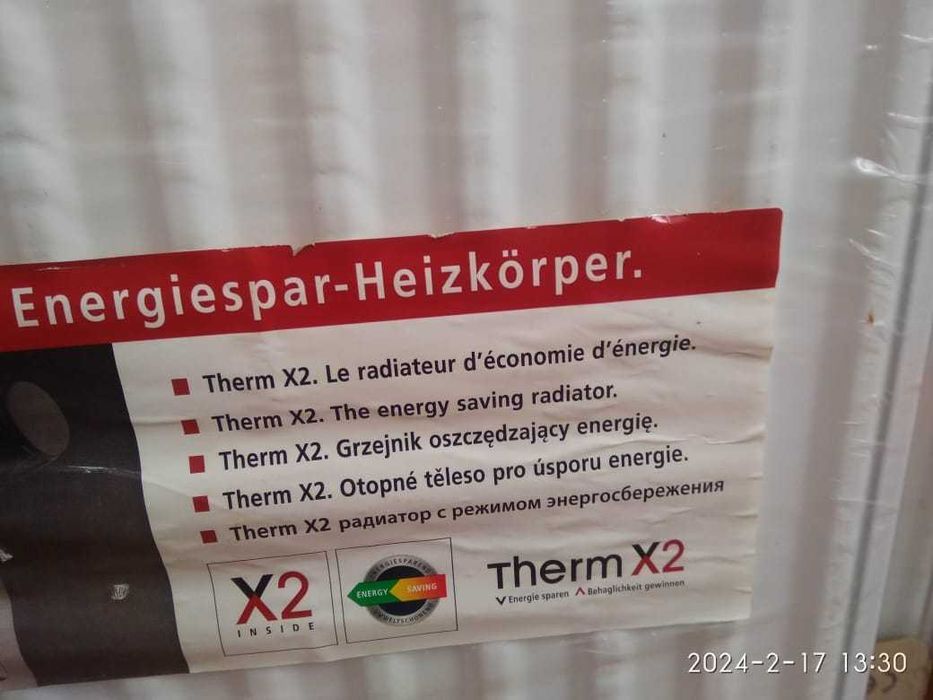 Energiespar-Heizkörper.
Therm X2. Le radiateur d'économie d'énergie.
Therm X2. The energy saving radiator.
Therm X2. Grzejnik oszczędzający energię.
Therm X2. Otopné těleso pro úsporu energie.
Therm X2 радиатор с режимом энергосбережения
X2
INSIDE
ENERGIESPAREND
ENERGY SAVING
UMWELTSCHONEND
Therm X2
Energie sparen Behaglichkeit gewinnen
2024-2-17 13:30